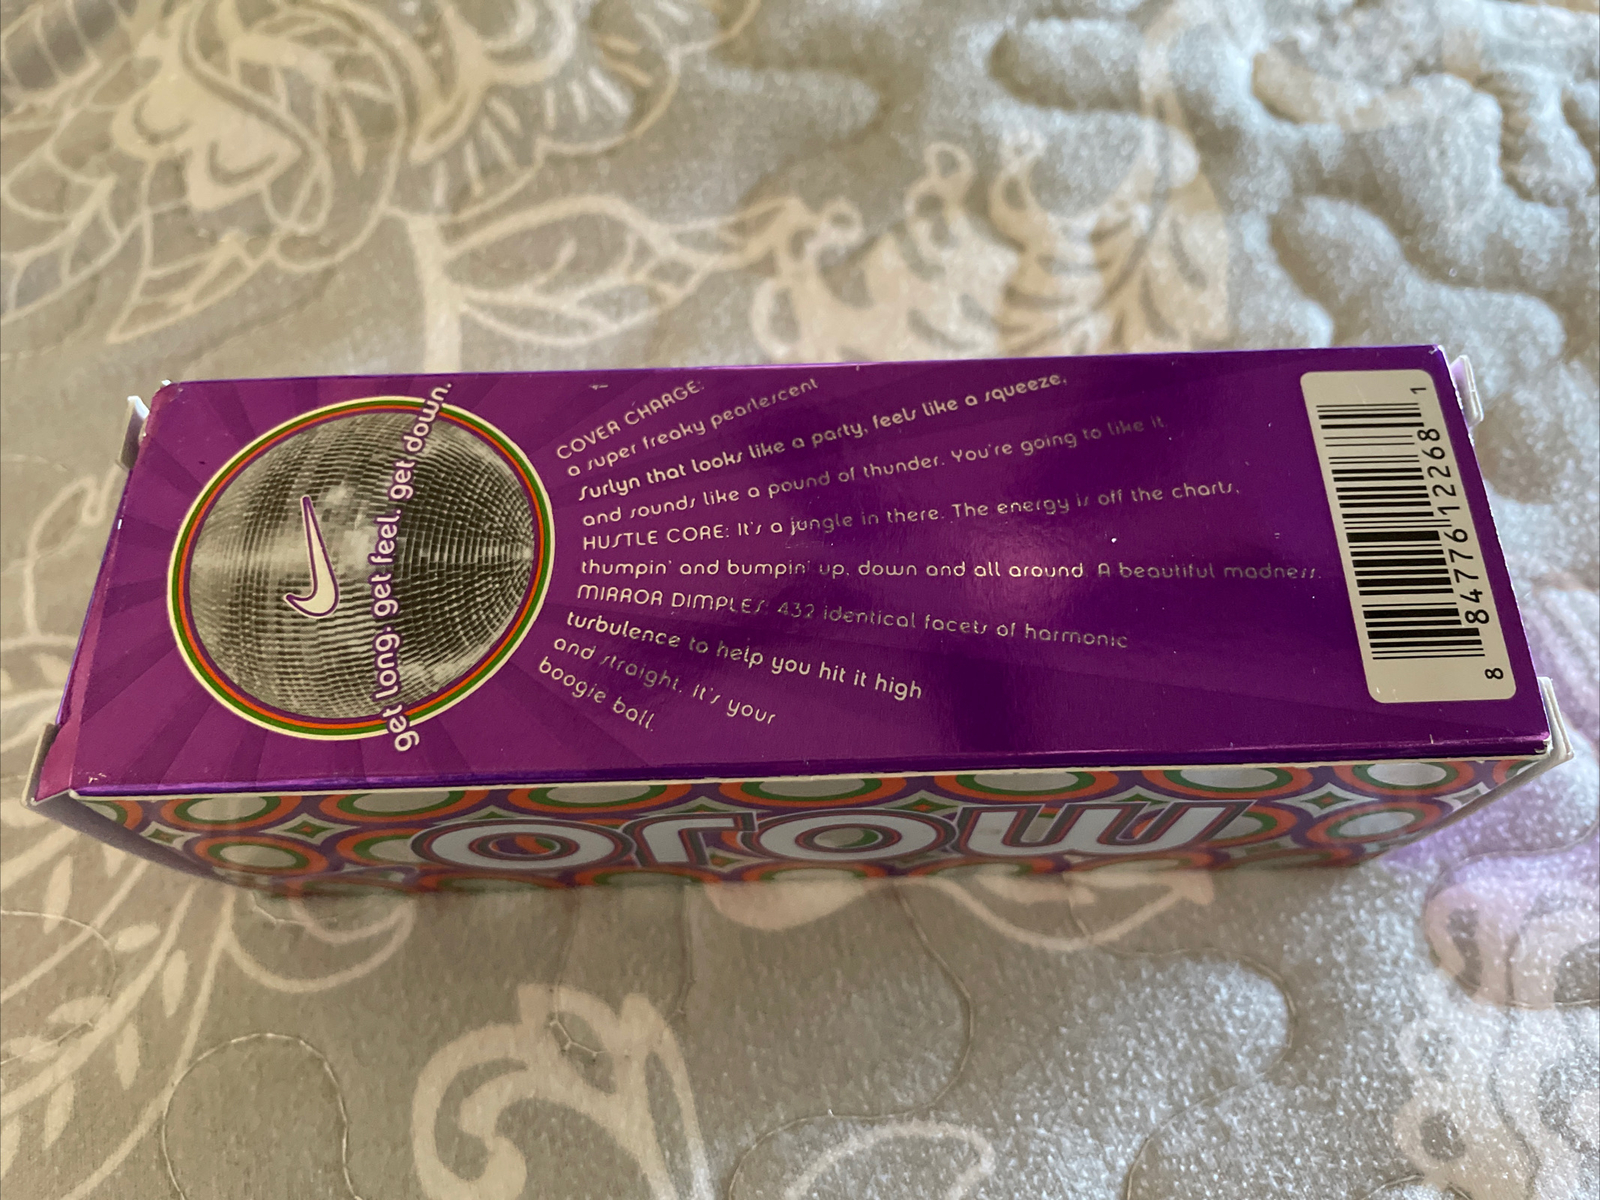 get long. get feel. get down.
COVER CHARGE:
a super freaky pearlescent
surlyn that looks like a party, feels like a squeeze,
and sounds like a pound of thunder. You're going to like it.
HUSTLE CORE: It's a jungle in there. The energy is off the charts,
thumpin' and bumpin' up, down and all around. A beautiful madness.
MIRROR DIMPLES: 432 identical facets of harmonic
turbulence to help you hit it high
and straight. It's your
boogie ball.
8 84776 12268 1
mojo